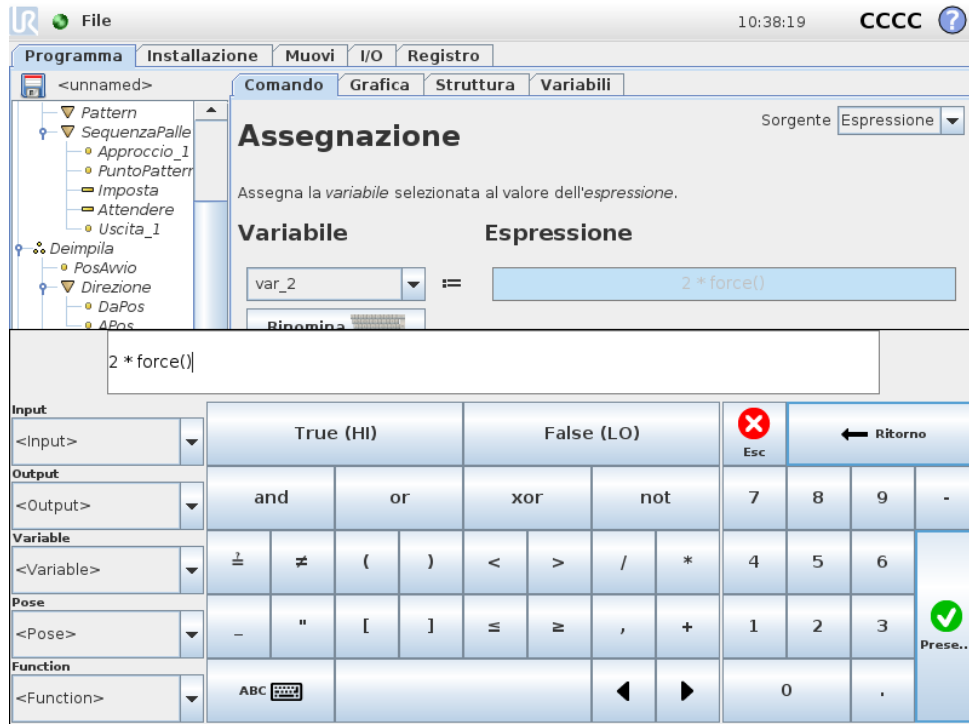 UR File 10:38:19 CCCC ?
Programma Installazione Muovi I/O Registro
<unnamed> Comando Grafica Struttura Variabili
Pattern
SequenzaPalle
Approccio_1
PuntoPattern
Imposta
Attendere
Uscita_1
Deimpila
PosAvvio
Direzione
DaPos
APos
Assegnazione
Sorgente Espressione
Assegna la variabile selezionata al valore dell'espressione.
Variabile Espressione
var_2 := 2 * force()
Rinomina
2 * force()
Input
<Input> True (HI) False (LO) Esc Ritorno
Output
<Output> and or xor not 7 8 9 -
Variable
<Variable> ≟ ≠ ( ) < > / * 4 5 6
Pose
<Pose> _ " [ ] ≤ ≥ , + 1 2 3 Prese..
Function
<Function> ABC 0 .